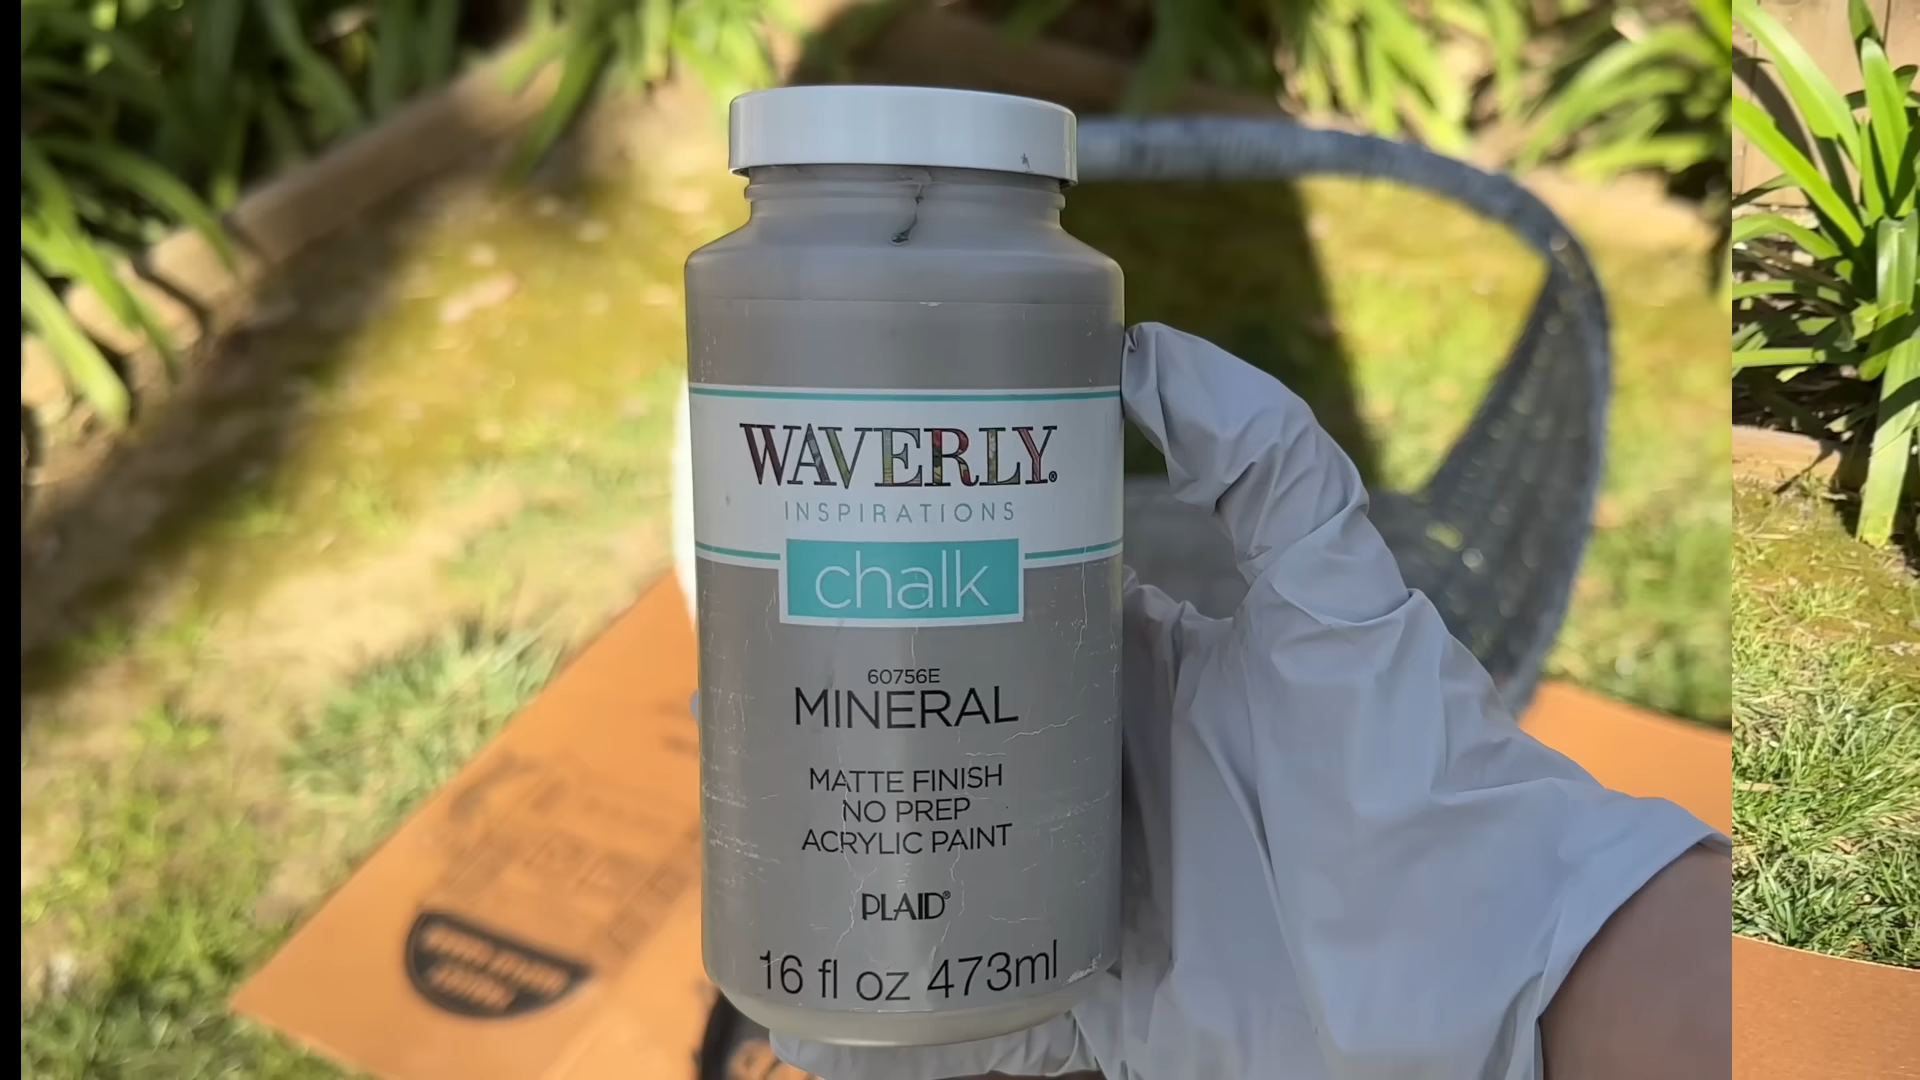 WAVERLY®
INSPIRATIONS
chalk
60756E
MINERAL
MATTE FINISH
NO PREP
ACRYLIC PAINT
PLAID®
16 fl oz 473ml